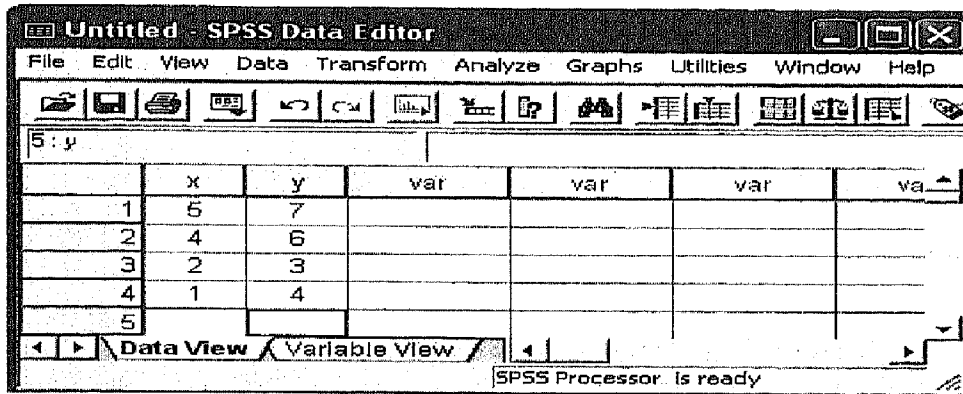 Untitled - SPSS Data Editor
File Edit View Data Transform Analyze Graphs Utilities Window Help
5 : y
x y var var var va
1 5 7
2 4 6
3 2 3
4 1 4
5
Data View Variable View
SPSS Processor is ready